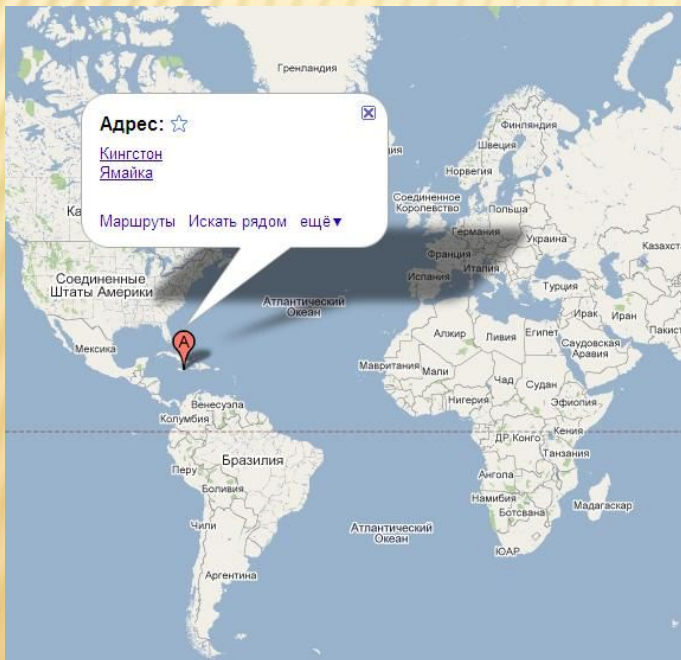 Гренландия
Адрес:
Кингстон
Ямайка
Маршруты Искать рядом ещё▼
Финляндия
Швеция
Норвегия
Соединенное
Королевство
Польша
Германия
Украина
Франция
Казахст
Испания
Италия
Турция
Соединенные
Штаты Америки
Атлантический
Океан
Ирак
Иран
Пакист
Мексика
A
Алжир
Ливия
Египет
Саудовская
Аравия
Мавритания
Мали
Чад
Судан
Нигерия
Эфиопия
Венесуэла
Колумбия
ДР Конго
Кения
Танзания
Перу
Бразилия
Боливия
Ангола
Намибия
Ботсвана
Мадагаскар
Чили
Атлантический
Океан
ЮАР
Аргентина